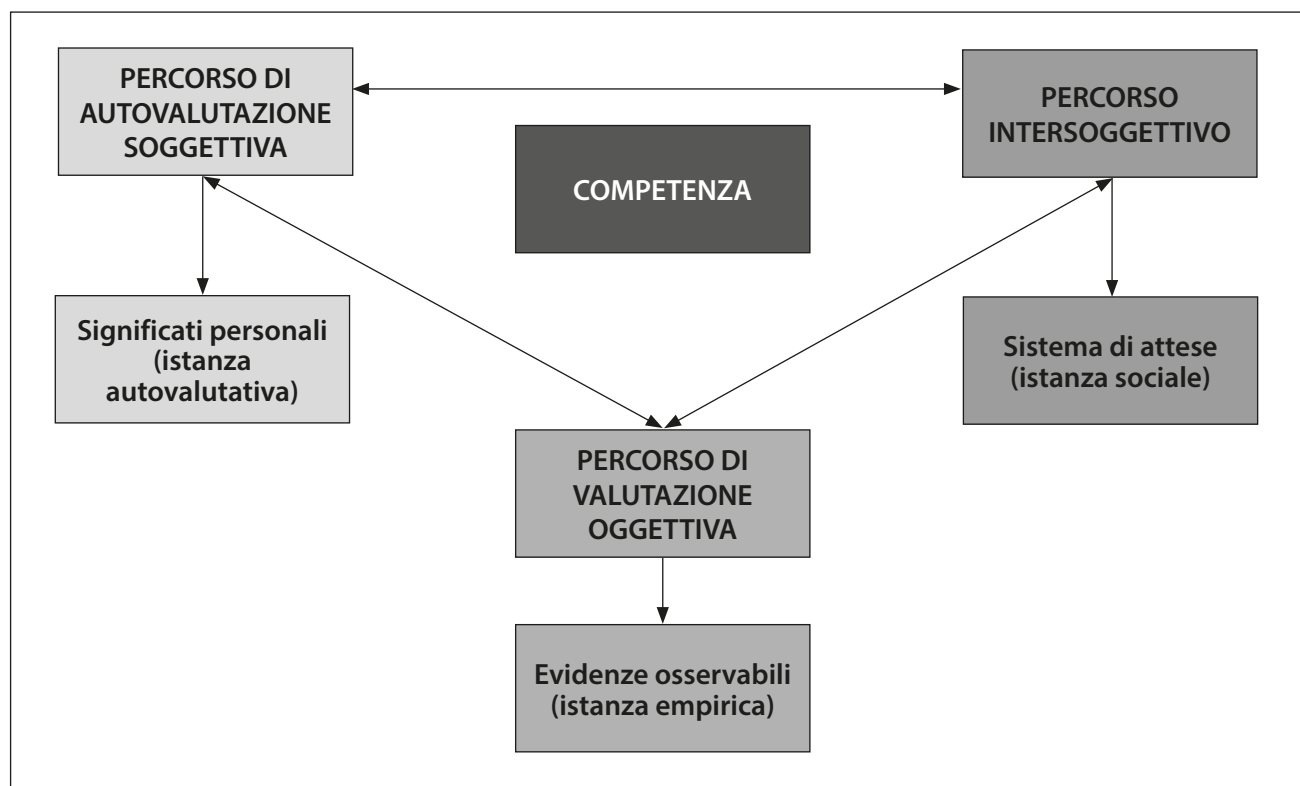 PERCORSO DI
AUTOVALUTAZIONE
SOGGETTIVA
PERCORSO
INTERSOGGETTIVO
COMPETENZA
Significati personali
(istanza
autovalutativa)
Sistema di attese
(istanza sociale)
PERCORSO DI
VALUTAZIONE
OGGETTIVA
Evidenze osservabili
(istanza empirica)